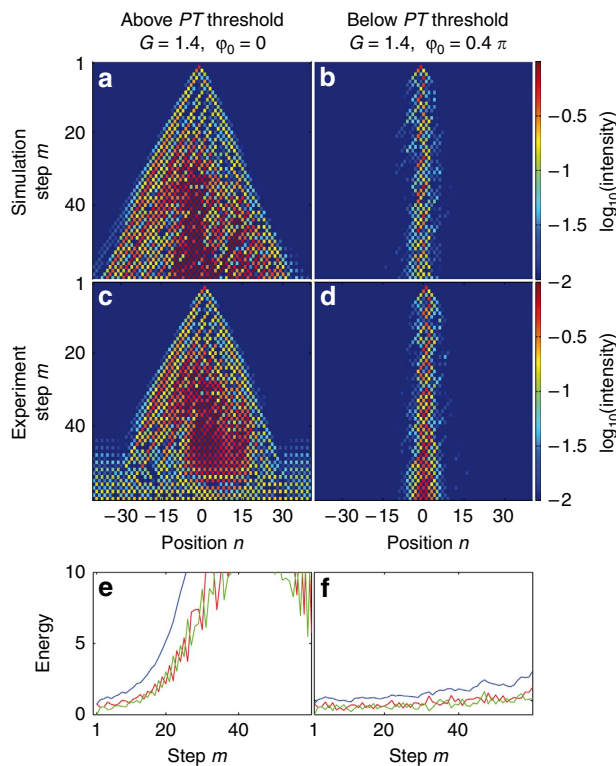 Above PT threshold
G = 1.4, φ0 = 0
Below PT threshold
G = 1.4, φ0 = 0.4 π
a
b
Simulation
step m
1
20
40
log10(intensity)
−0.5
−1
−1.5
−2
c
d
Experiment
step m
1
20
40
log10(intensity)
−0.5
−1
−1.5
−2
−30 −15 0 15 30
Position n
−30 −15 0 15 30
Position n
e
f
Energy
10
5
0
1 20 40
Step m
1 20 40
Step m